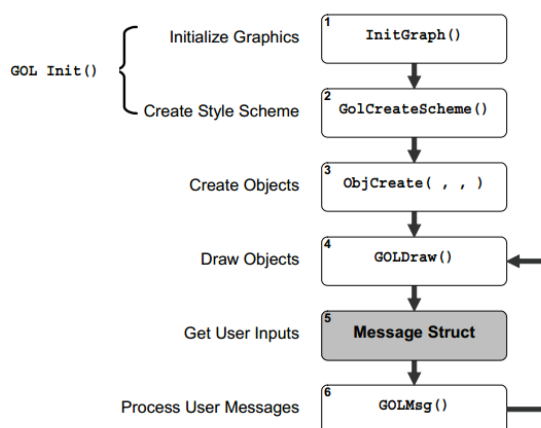 1
Initialize Graphics InitGraph()
GOL Init()
2
Create Style Scheme GolCreateScheme()
3
Create Objects ObjCreate( , , )
4
Draw Objects GOLDraw()
5
Get User Inputs Message Struct
6
Process User Messages GOLMsg()